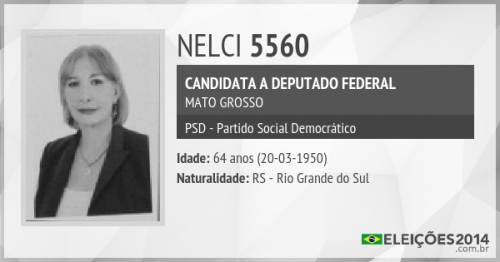 NELCI 5560
CANDIDATA A DEPUTADO FEDERAL
MATO GROSSO
PSD - Partido Social Democrático
Idade: 64 anos (20-03-1950)
Naturalidade: RS - Rio Grande do Sul
ELEIÇÕES2014
.com.br